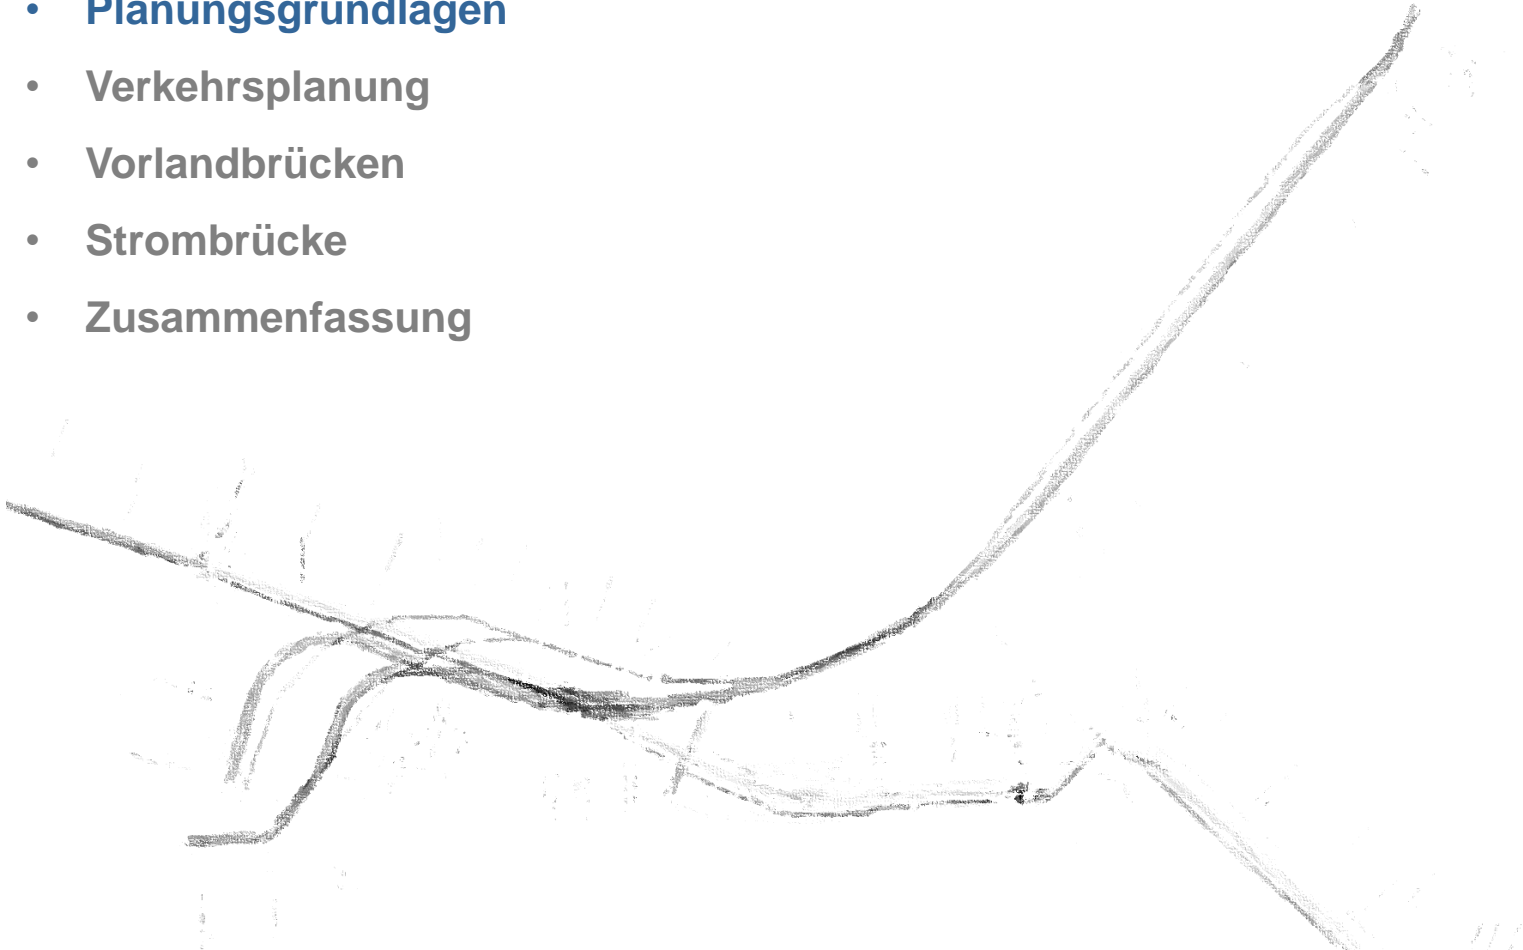 • Planungsgrundlagen
• Verkehrsplanung
• Vorlandbrücken
• Strombrücke
• Zusammenfassung